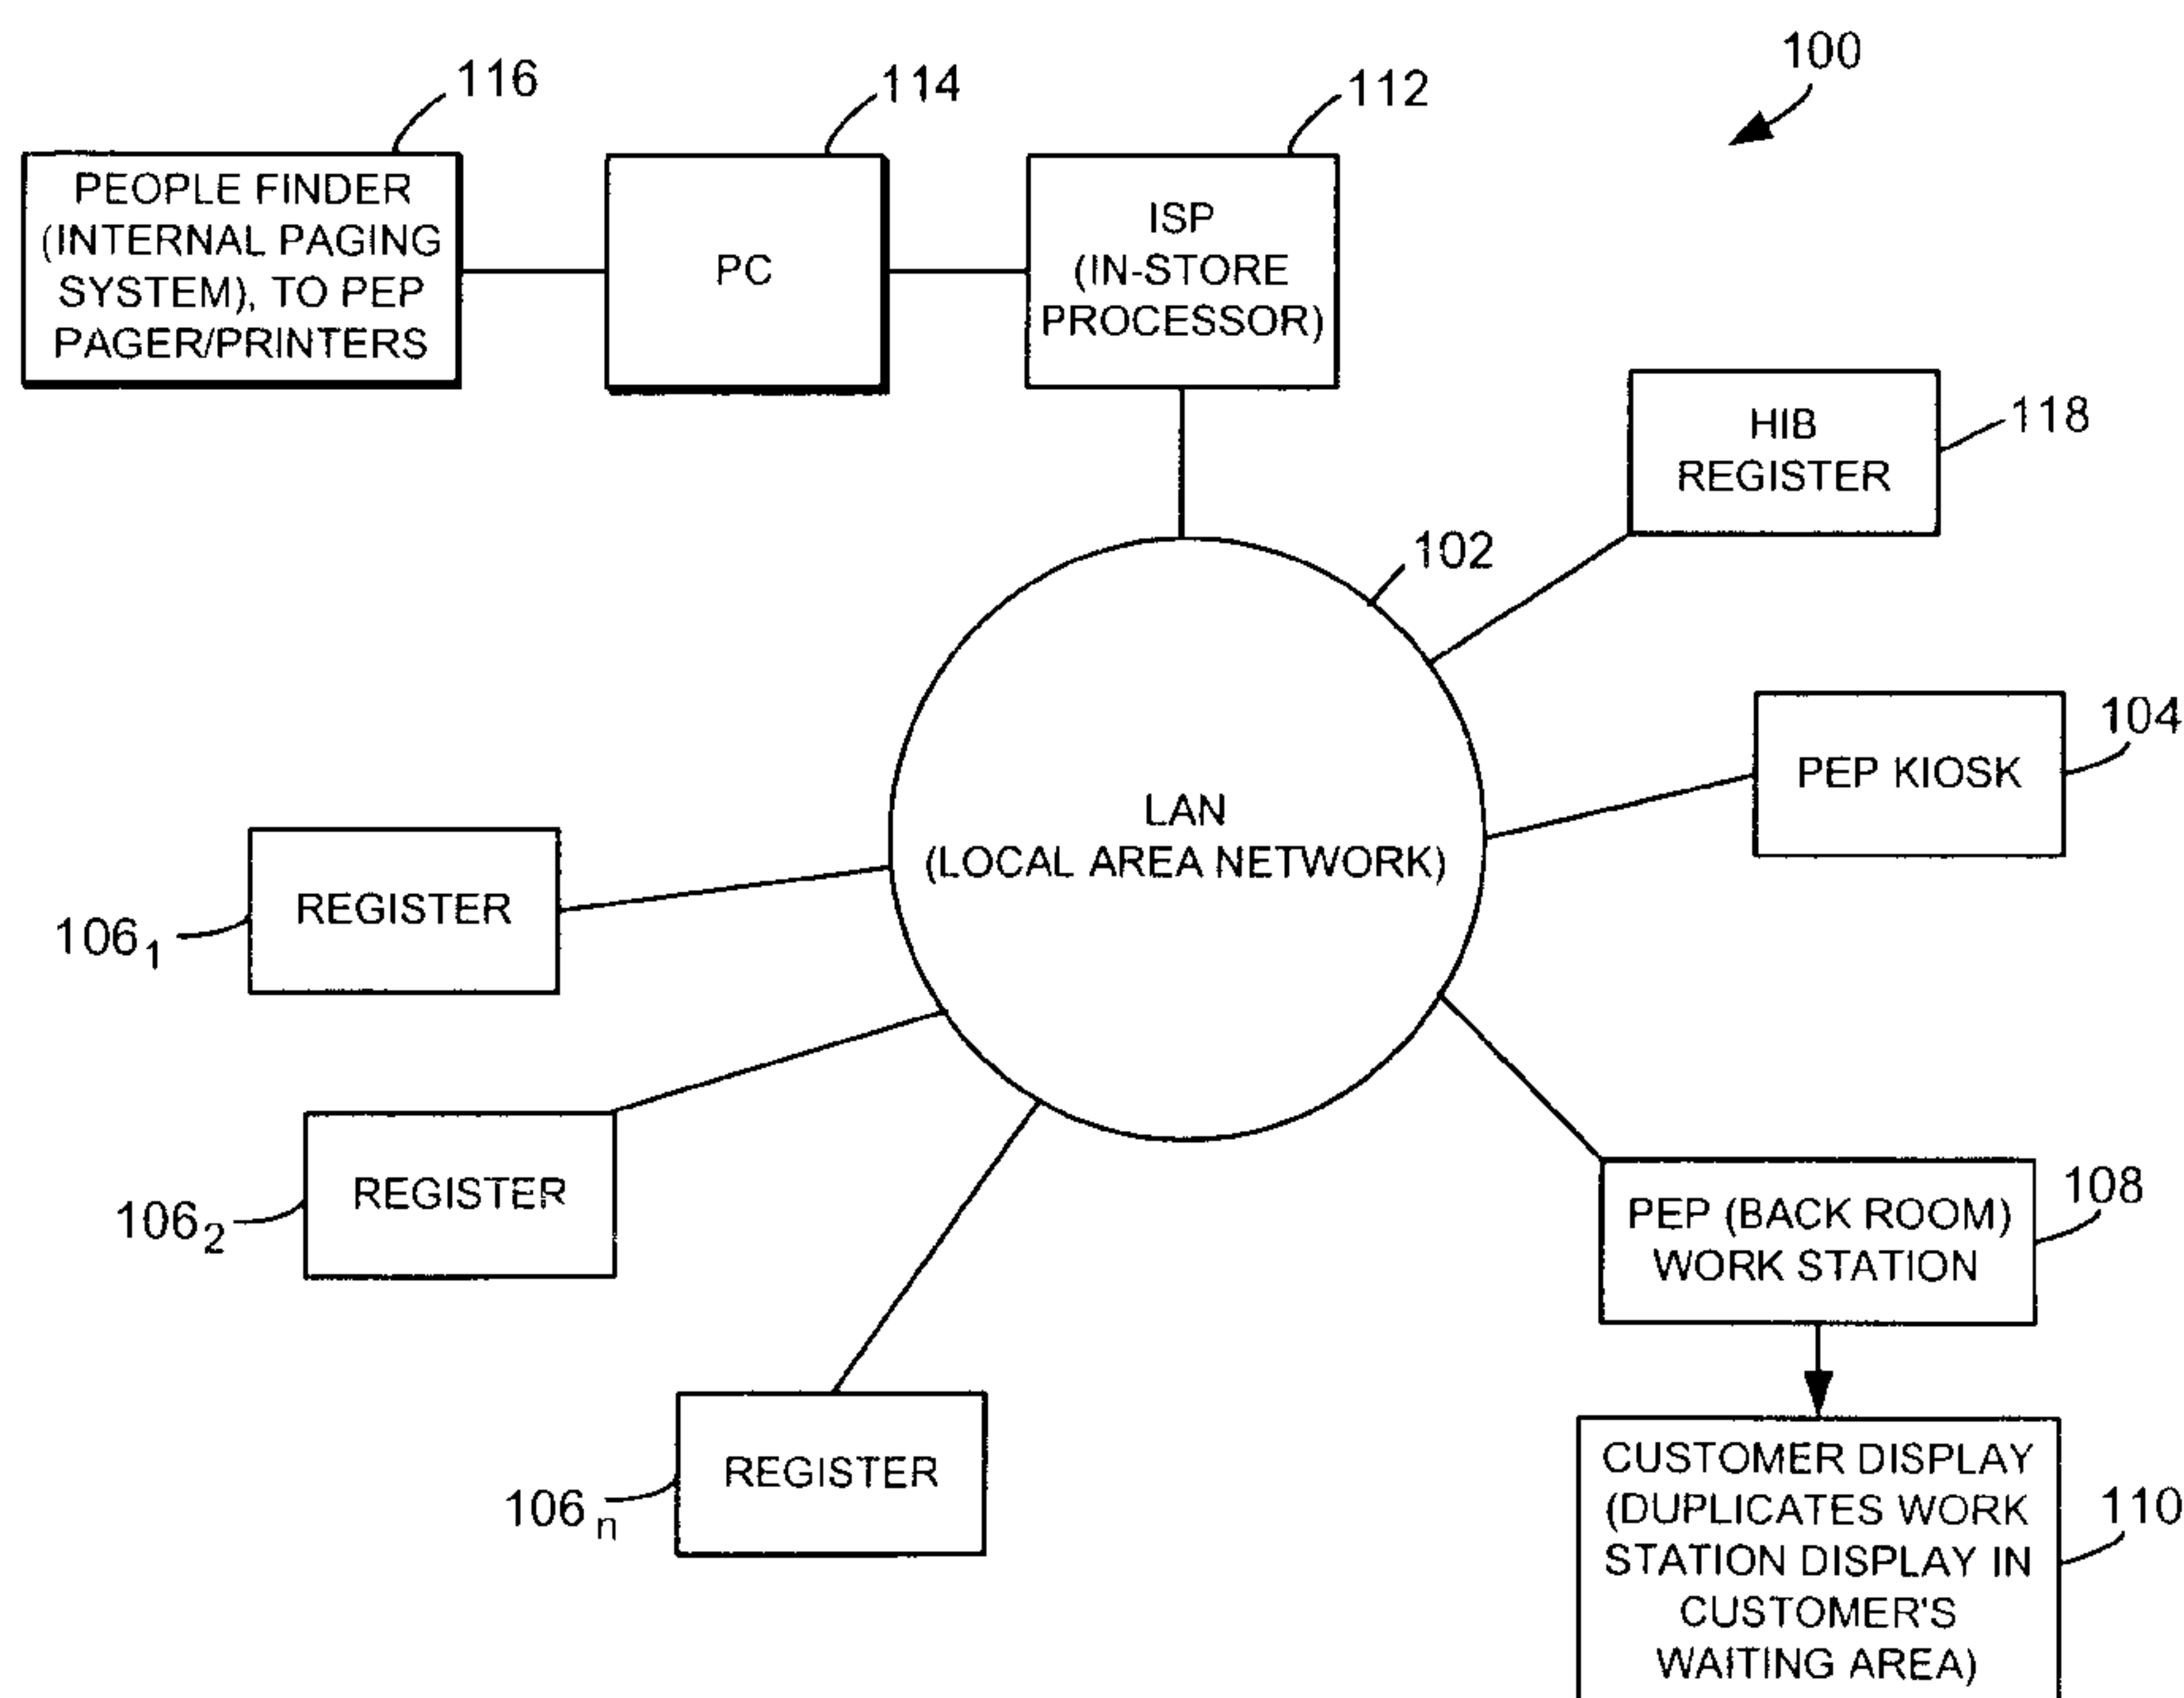 100
116
114
112
PEOPLE FINDER
(INTERNAL PAGING
SYSTEM), TO PEP
PAGER/PRINTERS
PC
ISP
(IN-STORE
PROCESSOR)
HIB
REGISTER
118
102
104
PEP KIOSK
LAN
(LOCAL AREA NETWORK)
REGISTER
106₁
REGISTER
106₂
108
PEP (BACK ROOM)
WORK STATION
REGISTER
106ₙ
CUSTOMER DISPLAY
(DUPLICATES WORK
STATION DISPLAY IN
CUSTOMER'S
WAITING AREA)
110